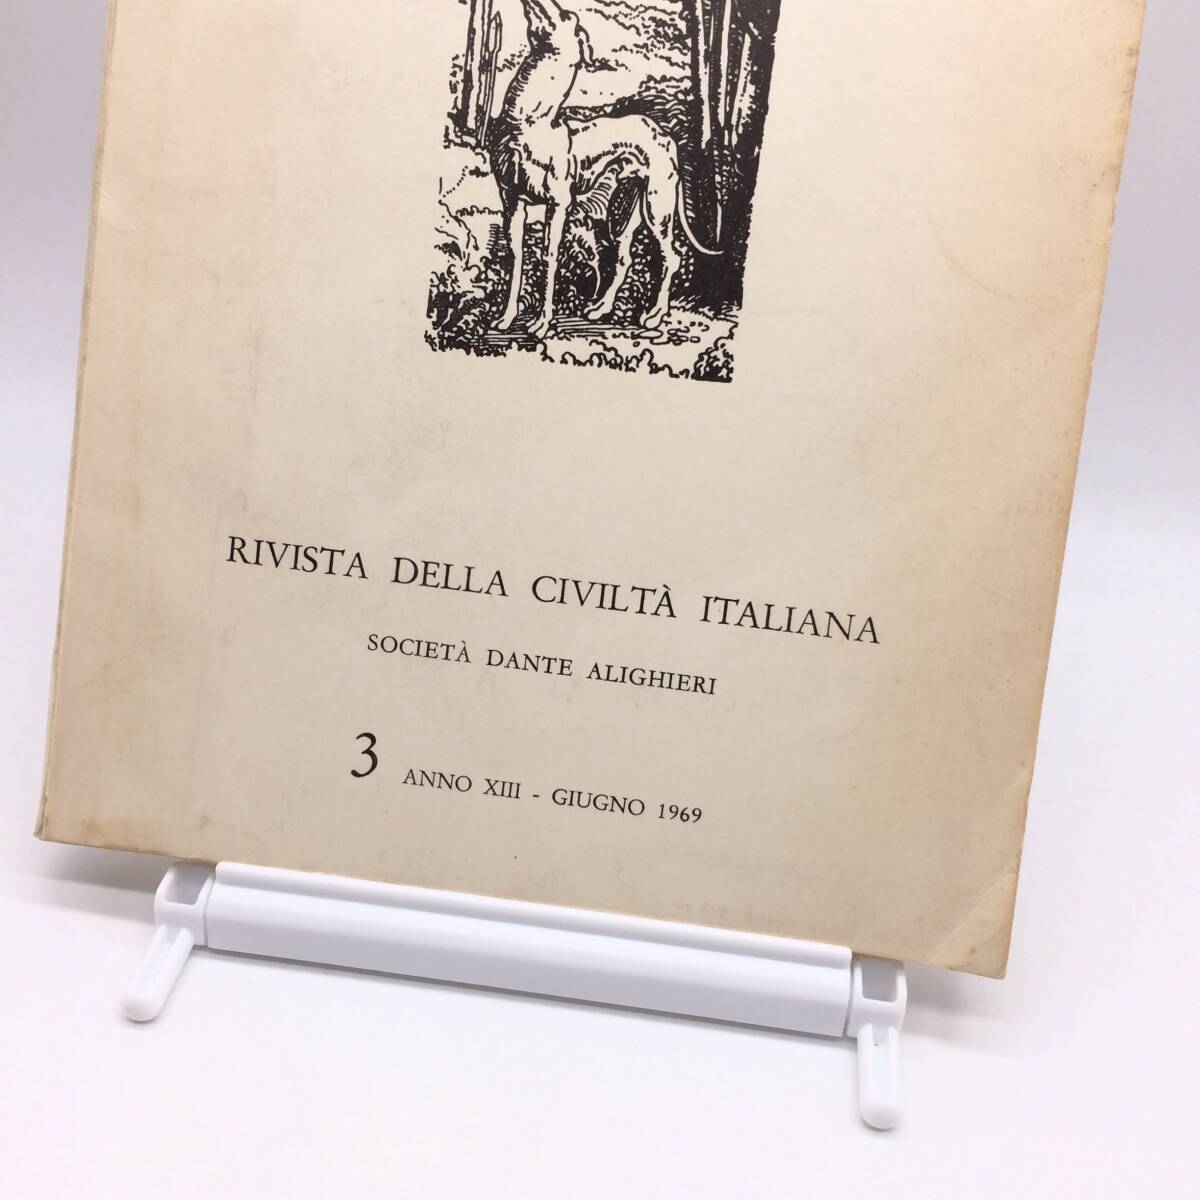 RIVISTA DELLA CIVILTÀ ITALIANA
SOCIETÀ DANTE ALIGHIERI
3 ANNO XIII - GIUGNO 1969